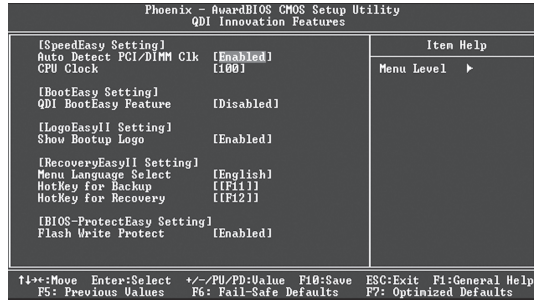 Phoenix - AwardBIOS CMOS Setup Utility
QDI Innovation Features
[SpeedEasy Setting]
Auto Detect PCI/DIMM Clk [Enabled]
CPU Clock [100]
[BootEasy Setting]
QDI BootEasy Feature [Disabled]
[LogoEasyII Setting]
Show Bootup Logo [Enabled]
[RecoveryEasyII Setting]
Menu Language Select [English]
HotKey for Backup [[F11]]
HotKey for Recovery [[F12]]
[BIOS-ProtectEasy Setting]
Flash Write Protect [Enabled]
Item Help
Menu Level ►
↑↓→←:Move Enter:Select +/-/PU/PD:Value F10:Save ESC:Exit F1:General Help
F5: Previous Values F6: Fail-Safe Defaults F7: Optimized Defaults